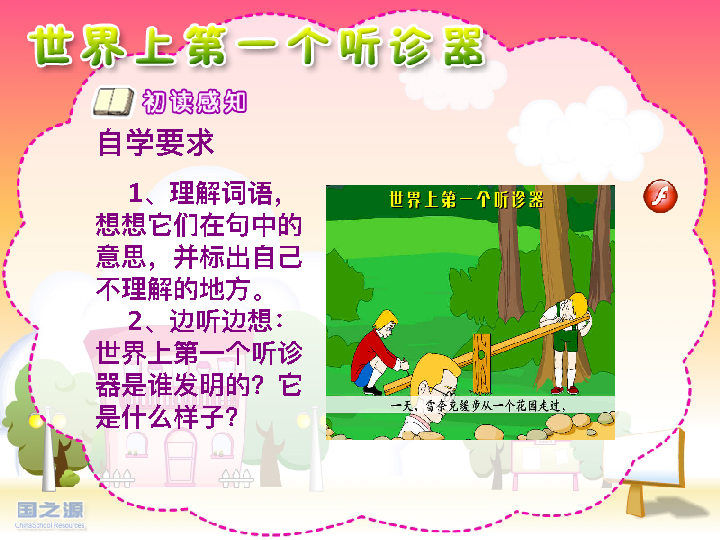 世界上第一个听诊器
初读感知
自学要求
1、理解词语，
想想它们在句中的
意思，并标出自己
不理解的地方。
2、边听边想：
世界上第一个听诊
器是谁发明的？它
是什么样子？
世界上第一个听诊器
一天，雷奈克缓步从一个花园走过，
国之源
ChinaSchool Resources